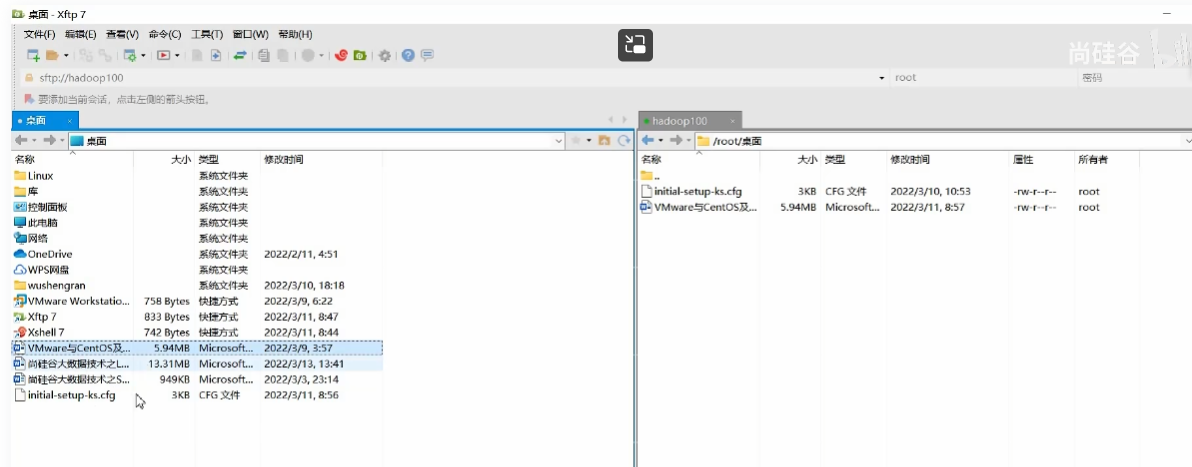 桌面 - Xftp 7
文件(F) 编辑(E) 查看(V) 命令(C) 工具(T) 窗口(W) 帮助(H)
尚硅谷
sftp://hadoop100 root 密码
要添加当前会话，点击左侧的箭头按钮。
桌面
桌面
名称 大小 类型 修改时间
Linux 系统文件夹
库 系统文件夹
控制面板 系统文件夹
此电脑 系统文件夹
网络 系统文件夹
OneDrive 系统文件夹 2022/2/11, 4:51
WPS网盘 系统文件夹
wushengran 系统文件夹 2022/3/10, 18:18
VMware Workstatio... 758 Bytes 快捷方式 2022/3/9, 6:22
Xftp 7 833 Bytes 快捷方式 2022/3/11, 8:47
Xshell 7 742 Bytes 快捷方式 2022/3/11, 8:44
VMware与CentOS及... 5.94MB Microsoft... 2022/3/9, 3:57
尚硅谷大数据技术之L... 13.31MB Microsoft... 2022/3/13, 13:41
尚硅谷大数据技术之S... 949KB Microsoft... 2022/3/3, 23:14
initial-setup-ks.cfg 3KB CFG 文件 2022/3/11, 8:56
hadoop100
/root/桌面
名称 大小 类型 修改时间 属性 所有者
..
initial-setup-ks.cfg 3KB CFG 文件 2022/3/10, 10:53 -rw-r--r-- root
VMware与CentOS及... 5.94MB Microsoft... 2022/3/11, 8:57 -rw-r--r-- root